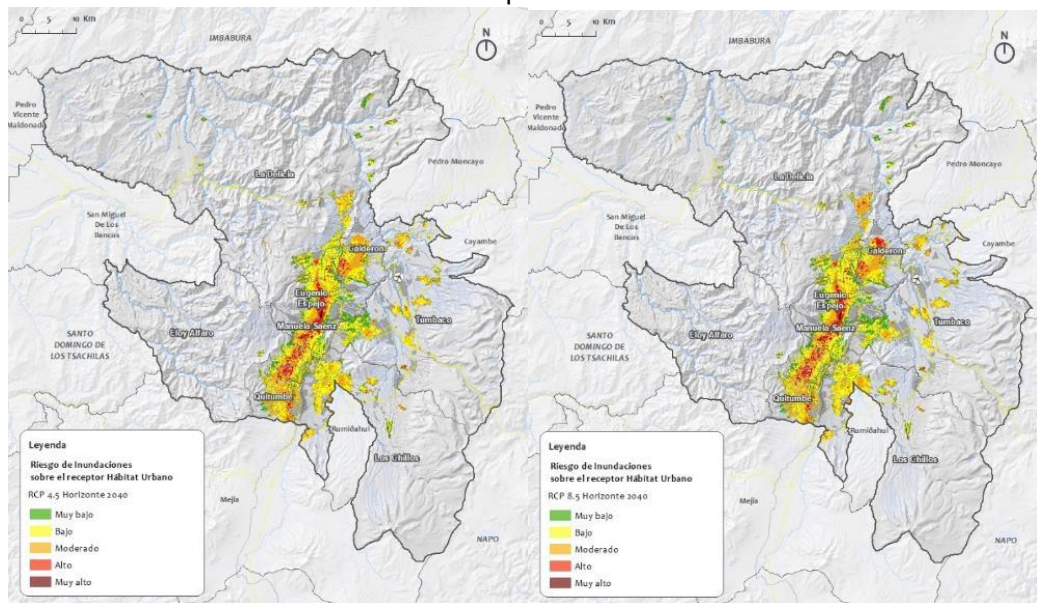 0 5 10 Km
IMBABURA
N
Pedro
Vicente
Maldonado
La Delicia
Pedro Moncayo
San Miguel
De Los
Bancos
Calderón
Cayambe
Eugenio
Espejo
Manuela Sáenz
Tumbaco
Eloy Alfaro
SANTO
DOMINGO DE
LOS TSACHILAS
Quitumbe
Rumiñahui
Los Chillos
Mejía
NAPO
Leyenda
Riesgo de Inundaciones
sobre el receptor Hábitat Urbano
RCP 4.5 Horizonte 2040
Muy bajo
Bajo
Moderado
Alto
Muy alto
0 5 10 Km
IMBABURA
N
Pedro
Vicente
Maldonado
La Delicia
Pedro Moncayo
San Miguel
De Los
Bancos
Calderón
Cayambe
Eugenio
Espejo
Manuela Sáenz
Tumbaco
Eloy Alfaro
SANTO
DOMINGO DE
LOS TSACHILAS
Quitumbe
Rumiñahui
Los Chillos
Mejía
NAPO
Leyenda
Riesgo de Inundaciones
sobre el receptor Hábitat Urbano
RCP 8.5 Horizonte 2040
Muy bajo
Bajo
Moderado
Alto
Muy alto